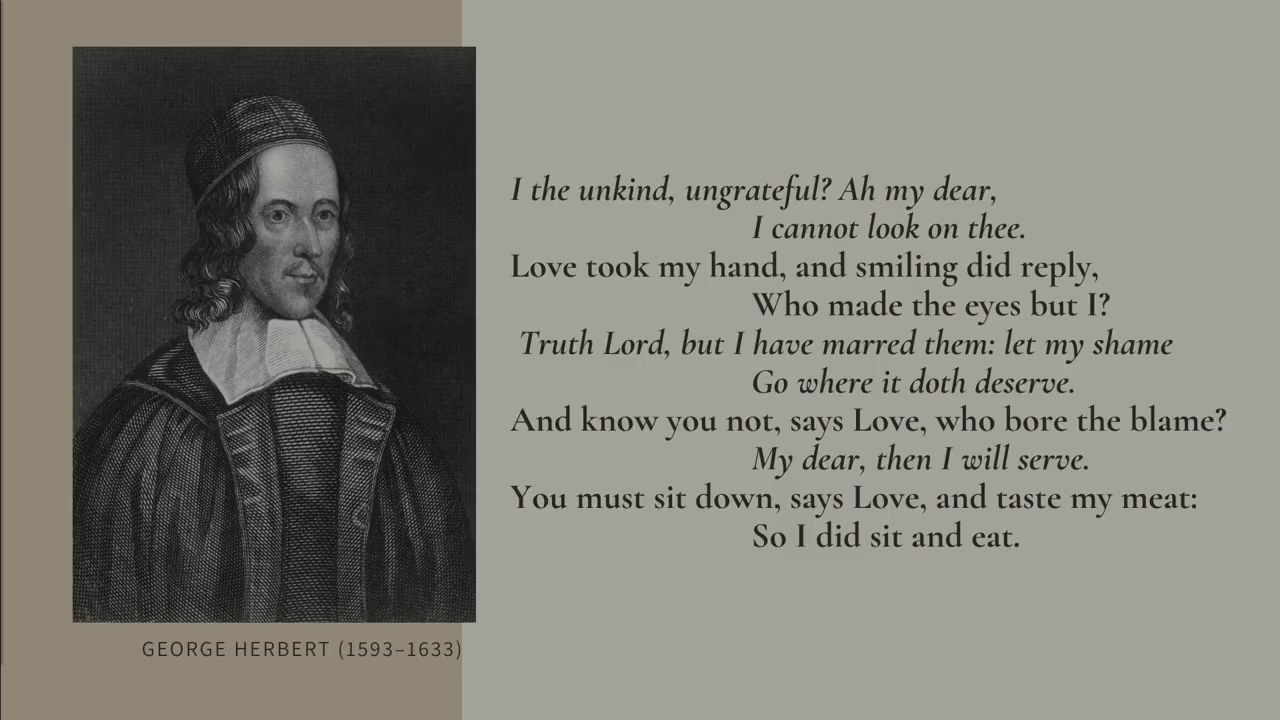 I the unkind, ungrateful? Ah my dear,
I cannot look on thee.
Love took my hand, and smiling did reply,
Who made the eyes but I?
Truth Lord, but I have marred them: let my shame
Go where it doth deserve.
And know you not, says Love, who bore the blame?
My dear, then I will serve.
You must sit down, says Love, and taste my meat:
So I did sit and eat.
GEORGE HERBERT (1593–1633)